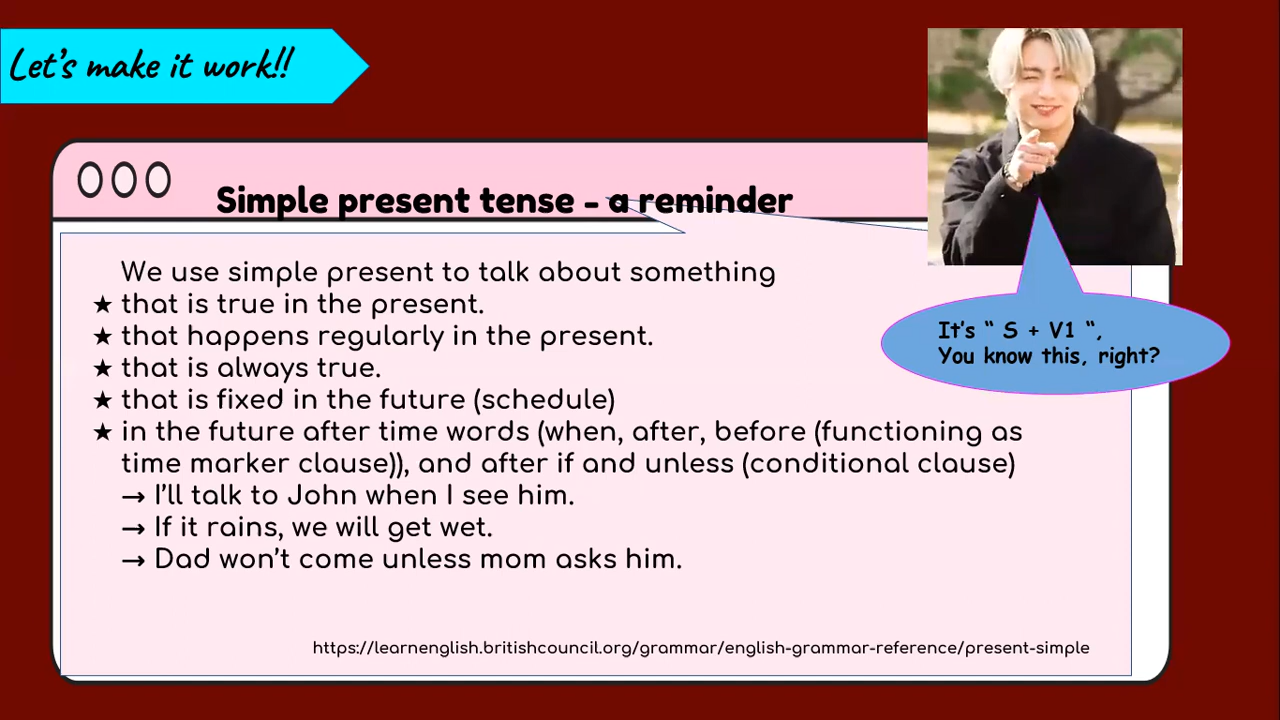 Let's make it work!!
Simple present tense - a reminder
We use simple present to talk about something
★ that is true in the present.
★ that happens regularly in the present.
★ that is always true.
★ that is fixed in the future (schedule)
★ in the future after time words (when, after, before (functioning as
time marker clause)), and after if and unless (conditional clause)
→ I'll talk to John when I see him.
→ If it rains, we will get wet.
→ Dad won't come unless mom asks him.
https://learnenglish.britishcouncil.org/grammar/english-grammar-reference/present-simple
It's “ S + V1 “,
You know this, right?